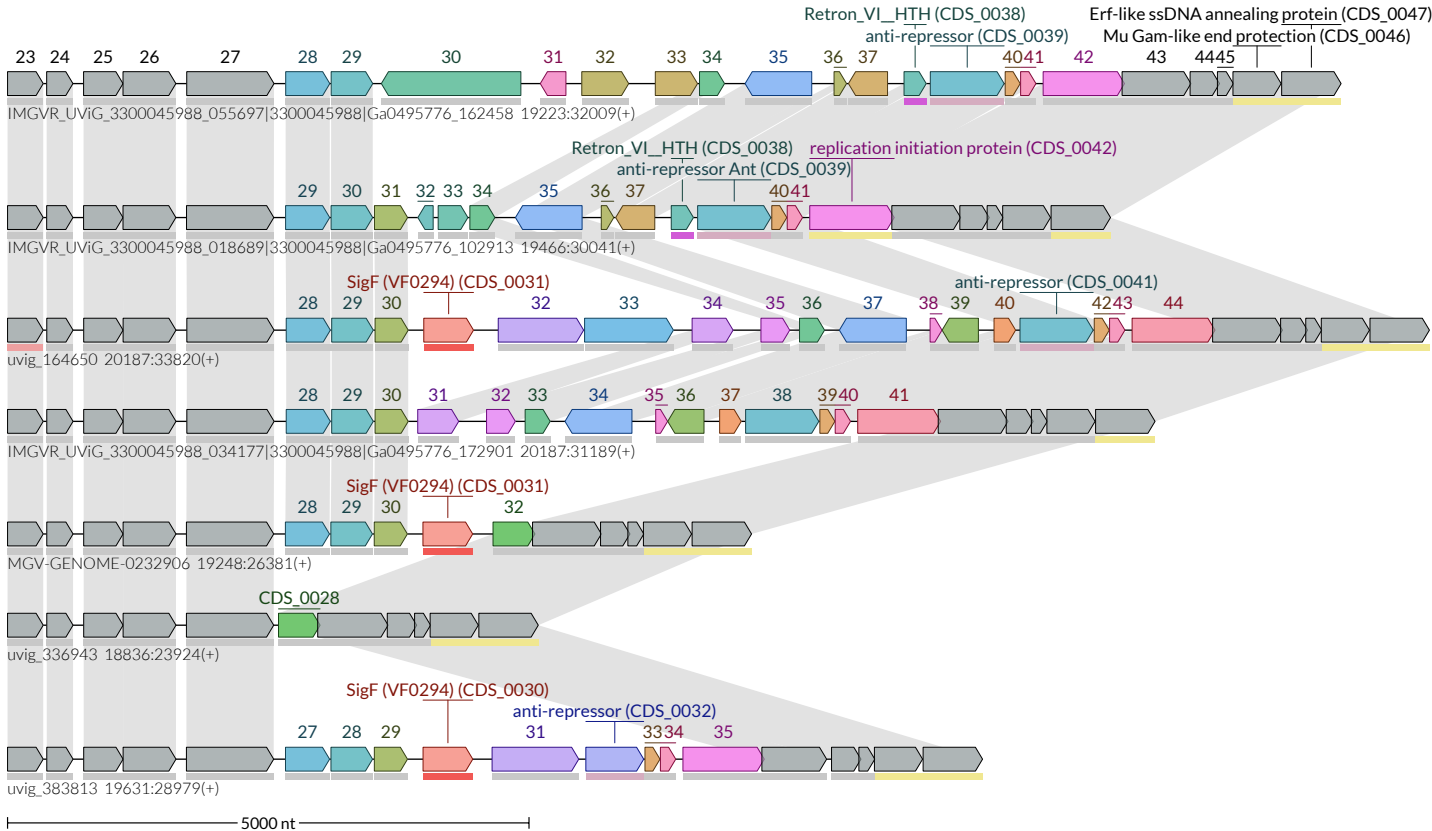 Retron_VI__HTH (CDS_0038) Erf-like ssDNA annealing protein (CDS_0047)
anti-repressor (CDS_0039) Mu Gam-like end protection (CDS_0046)
23 24 25 26 27 28 29 30 31 32 33 34 35 36 37 40 41 42 43 44 45
IMGVR_UViG_3300045988_055697|3300045988|Ga0495776_162458 19223:32009(+)
Retron_VI__HTH (CDS_0038) replication initiation protein (CDS_0042)
anti-repressor Ant (CDS_0039)
29 30 31 32 33 34 35 36 37 40 41
IMGVR_UViG_3300045988_018689|3300045988|Ga0495776_102913 19466:30041(+)
SigF (VF0294) (CDS_0031) anti-repressor (CDS_0041)
28 29 30 32 33 34 35 36 37 38 39 40 42 43 44
uvig_164650 20187:33820(+)
28 29 30 31 32 33 34 35 36 37 38 39 40 41
IMGVR_UViG_3300045988_034177|3300045988|Ga0495776_172901 20187:31189(+)
SigF (VF0294) (CDS_0031)
28 29 30 32
MGV-GENOME-0232906 19248:26381(+)
CDS_0028
uvig_336943 18836:23924(+)
SigF (VF0294) (CDS_0030)
anti-repressor (CDS_0032)
27 28 29 31 33 34 35
uvig_383813 19631:28979(+)
5000 nt